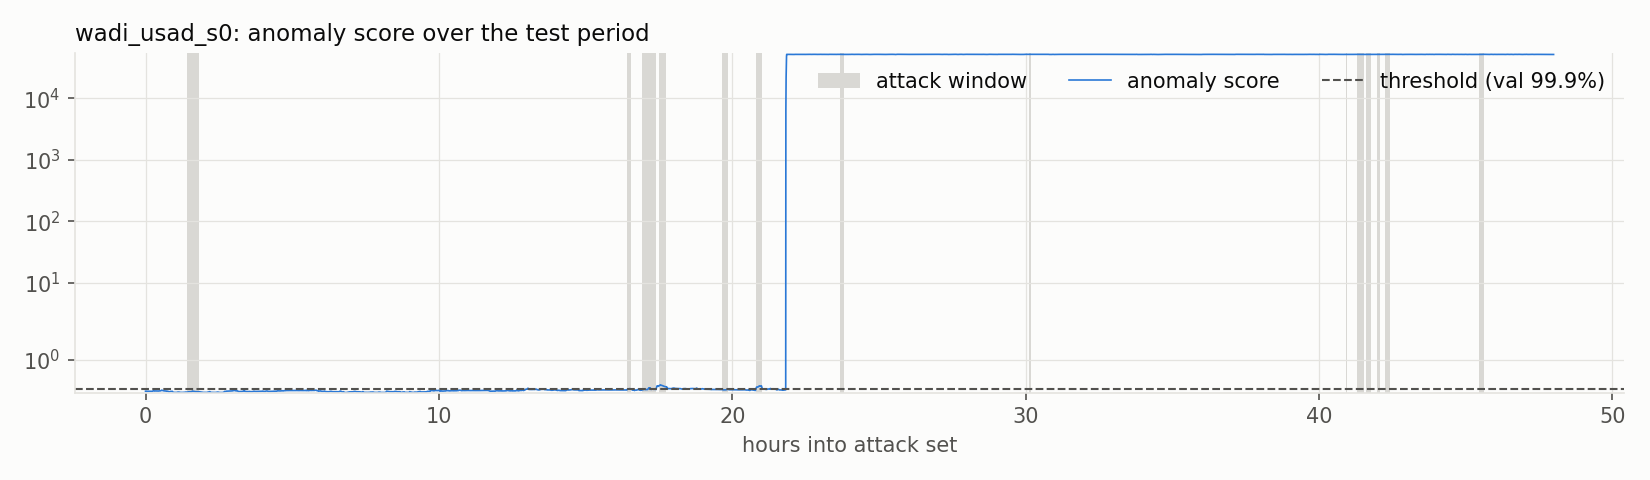 wadi_usad_s0: anomaly score over the test period
attack window
anomaly score
threshold (val 99.9%)
10⁴
10³
10²
10¹
10⁰
0 10 20 30 40 50
hours into attack set